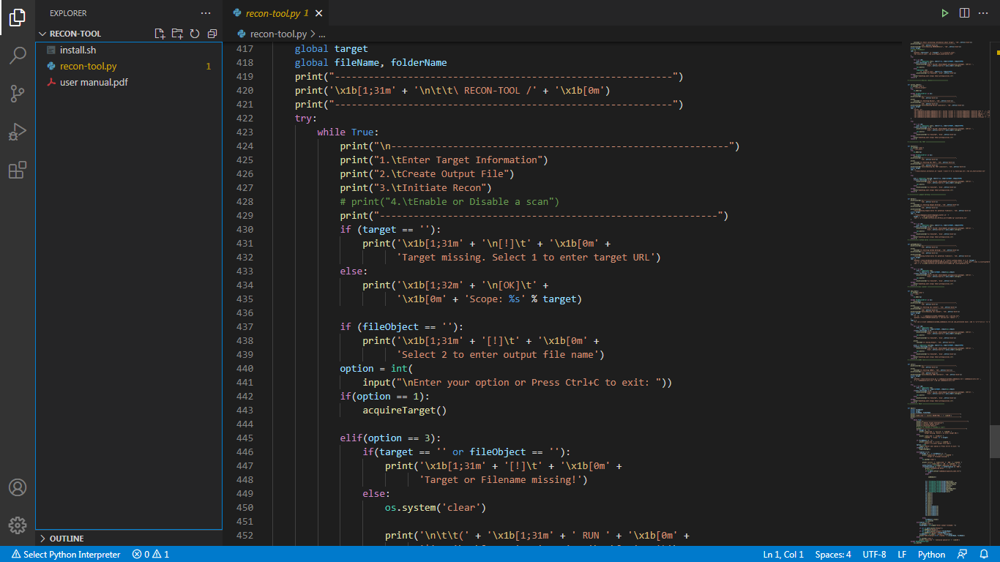 EXPLORER
RECON-TOOL
install.sh
recon-tool.py 1
user manual.pdf
OUTLINE
recon-tool.py 1
recon-tool.py > ...
417 global target
418 global fileName, folderName
419 print("------------------------------------------------------------")
420 print('\x1b[1;31m' + '\n\t\t\ RECON-TOOL /' + '\x1b[0m')
421 print("------------------------------------------------------------")
422 try:
423 while True:
424 print("\n------------------------------------------------------------")
425 print("1.\tEnter Target Information")
426 print("2.\tCreate Output File")
427 print("3.\tInitiate Recon")
428 # print("4.\tEnable or Disable a scan")
429 print("------------------------------------------------------------")
430 if (target == ''):
431 print('\x1b[1;31m' + '\n[!]\t' + '\x1b[0m' +
432 'Target missing. Select 1 to enter target URL')
433 else:
434 print('\x1b[1;32m' + '\n[OK]\t' +
435 '\x1b[0m' + 'Scope: %s' % target)
436
437 if (fileObject == ''):
438 print('\x1b[1;31m' + '[!]\t' + '\x1b[0m' +
439 'Select 2 to enter output file name')
440 option = int(
441 input("\nEnter your option or Press Ctrl+C to exit: "))
442 if(option == 1):
443 acquireTarget()
444
445 elif(option == 3):
446 if(target == '' or fileObject == ''):
447 print('\x1b[1;31m' + '[!]\t' + '\x1b[0m' +
448 'Target or Filename missing!')
449 else:
450 os.system('clear')
451
452 print('\n\t\t(' + '\x1b[1;31m' + ' RUN ' + '\x1b[0m' +
Select Python Interpreter 0 1 Ln 1, Col 1 Spaces: 4 UTF-8 LF Python